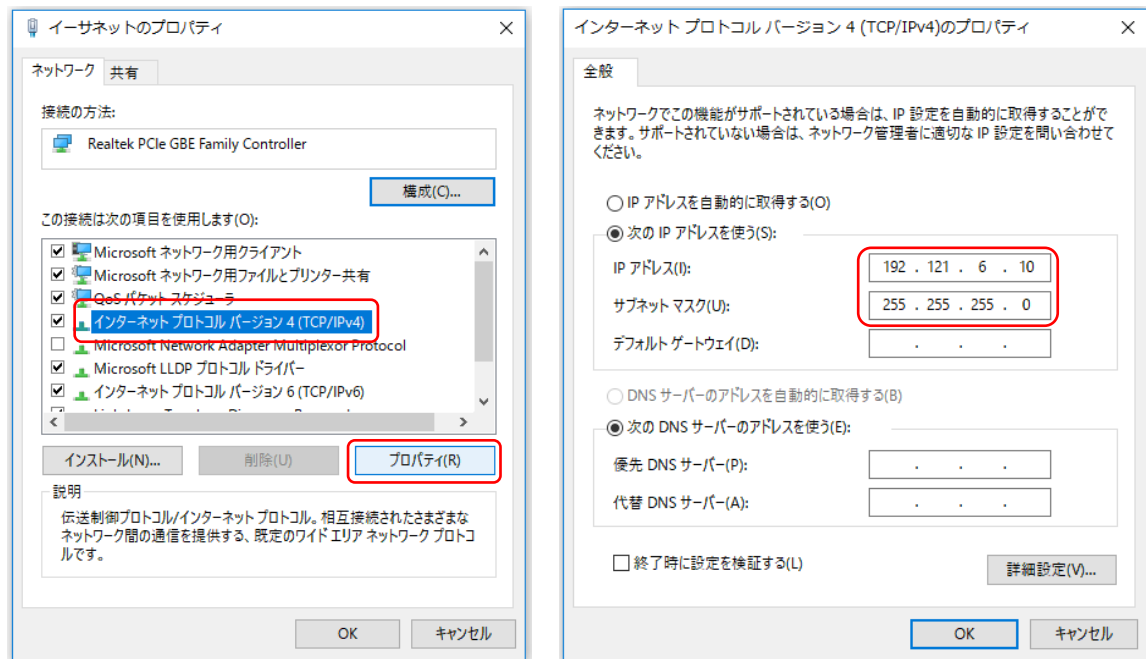 イーサネットのプロパティ
ネットワーク 共有
接続の方法:
Realtek PCIe GBE Family Controller
構成(C)...
この接続は次の項目を使用します(O):
Microsoft ネットワーク用クライアント
Microsoft ネットワーク用ファイルとプリンター共有
QoS パケット スケジューラ
インターネット プロトコル バージョン 4 (TCP/IPv4)
Microsoft Network Adapter Multiplexor Protocol
Microsoft LLDP プロトコル ドライバー
インターネット プロトコル バージョン 6 (TCP/IPv6)
インストール(N)... 削除(U) プロパティ(R)
説明
伝送制御プロトコル/インターネット プロトコル。相互接続されたさまざまな
ネットワーク間の通信を提供する、既定のワイド エリア ネットワーク プロトコ
ルです。
OK キャンセル
インターネット プロトコル バージョン 4 (TCP/IPv4)のプロパティ
全般
ネットワークでこの機能がサポートされている場合は、IP 設定を自動的に取得することがで
きます。サポートされていない場合は、ネットワーク管理者に適切な IP 設定を問い合わせて
ください。
IP アドレスを自動的に取得する(O)
次の IP アドレスを使う(S):
IP アドレス(I): 192 . 121 . 6 . 10
サブネット マスク(U): 255 . 255 . 255 . 0
デフォルト ゲートウェイ(D): . . .
DNS サーバーのアドレスを自動的に取得する(B)
次の DNS サーバーのアドレスを使う(E):
優先 DNS サーバー(P): . . .
代替 DNS サーバー(A): . . .
終了時に設定を検証する(L)
詳細設定(V)...
OK キャンセル